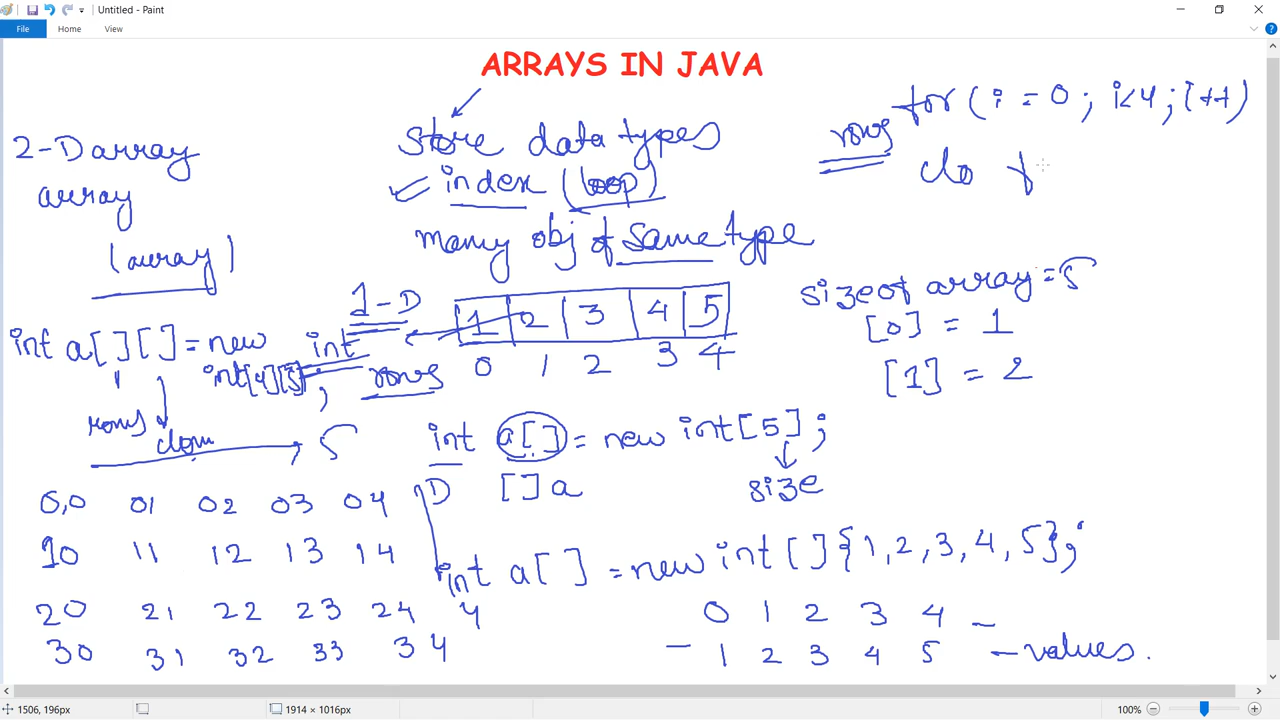 Untitled - Paint
File Home View
ARRAYS IN JAVA
store data types
index (loop)
many obj of same type
2-D array
array
(array)
int a[][] = new int
int[4][5];
rows
clom
5
0,0 01 02 03 04
10 11 12 13 14
20 21 22 23 24 4
30 31 32 33 34
1-D
1 2 3 4 5
rows 0 1 2 3 4
int a[] = new int[5];
D []a size
int a[] = new int[]{1,2,3,4,5};
0 1 2 3 4 -
- 1 2 3 4 5 - values.
for (i = 0; i<4; i++)
rows
clo f
size of array = 5
[0] = 1
[1] = 2
1506, 196px
1914 × 1016px
100%